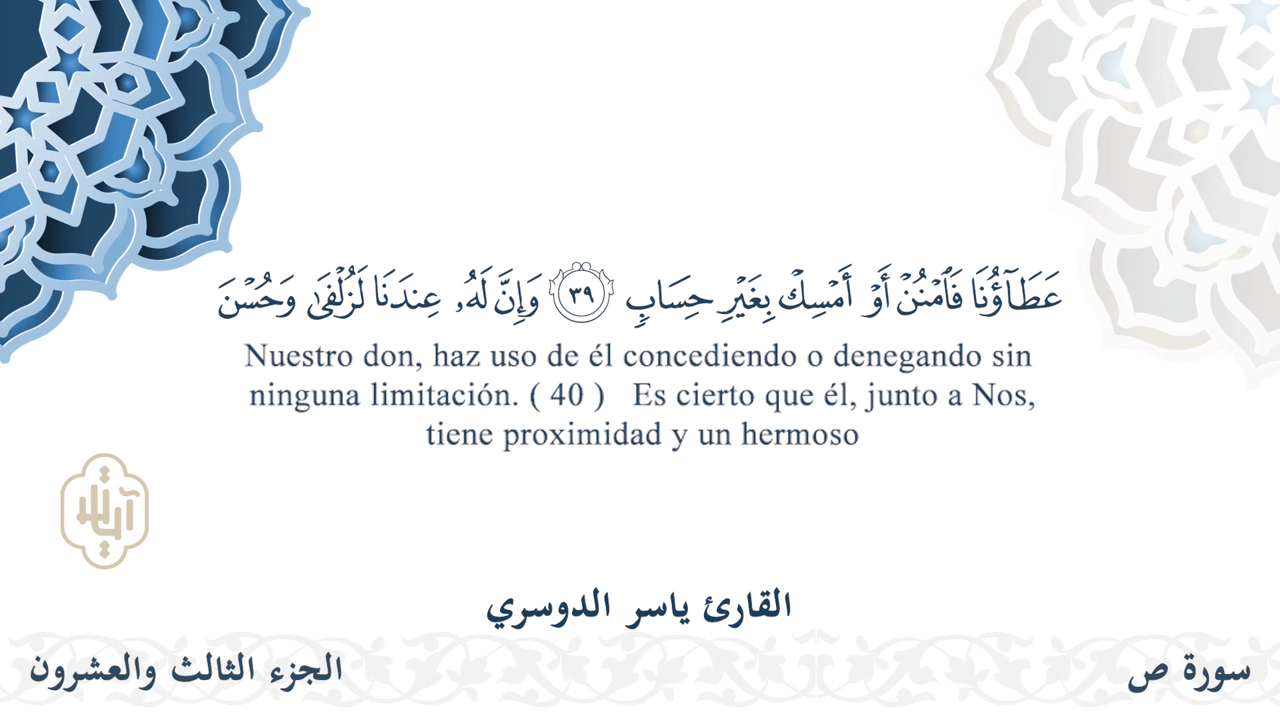 عَطَآؤُنَا فَٱمۡنُنۡ أَوۡ أَمۡسِكۡ بِغَيۡرِ حِسَابٖ ٣٩ وَإِنَّ لَهُۥ عِندَنَا لَزُلۡفَىٰ وَحُسۡنَ
Nuestro don, haz uso de él concediendo o denegando sin
ninguna limitación. ( 40 ) Es cierto que él, junto a Nos,
tiene proximidad y un hermoso
آيات
القارئ ياسر الدوسري
سورة ص
الجزء الثالث والعشرون